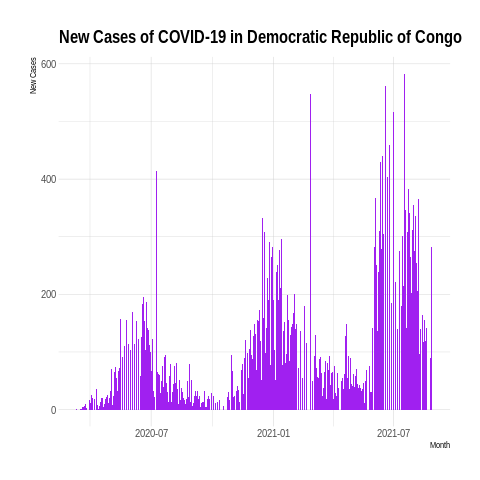 New Cases of COVID-19 in Democratic Republic of Congo
New Cases
600
400
200
0
2020-07
2021-01
2021-07
Month